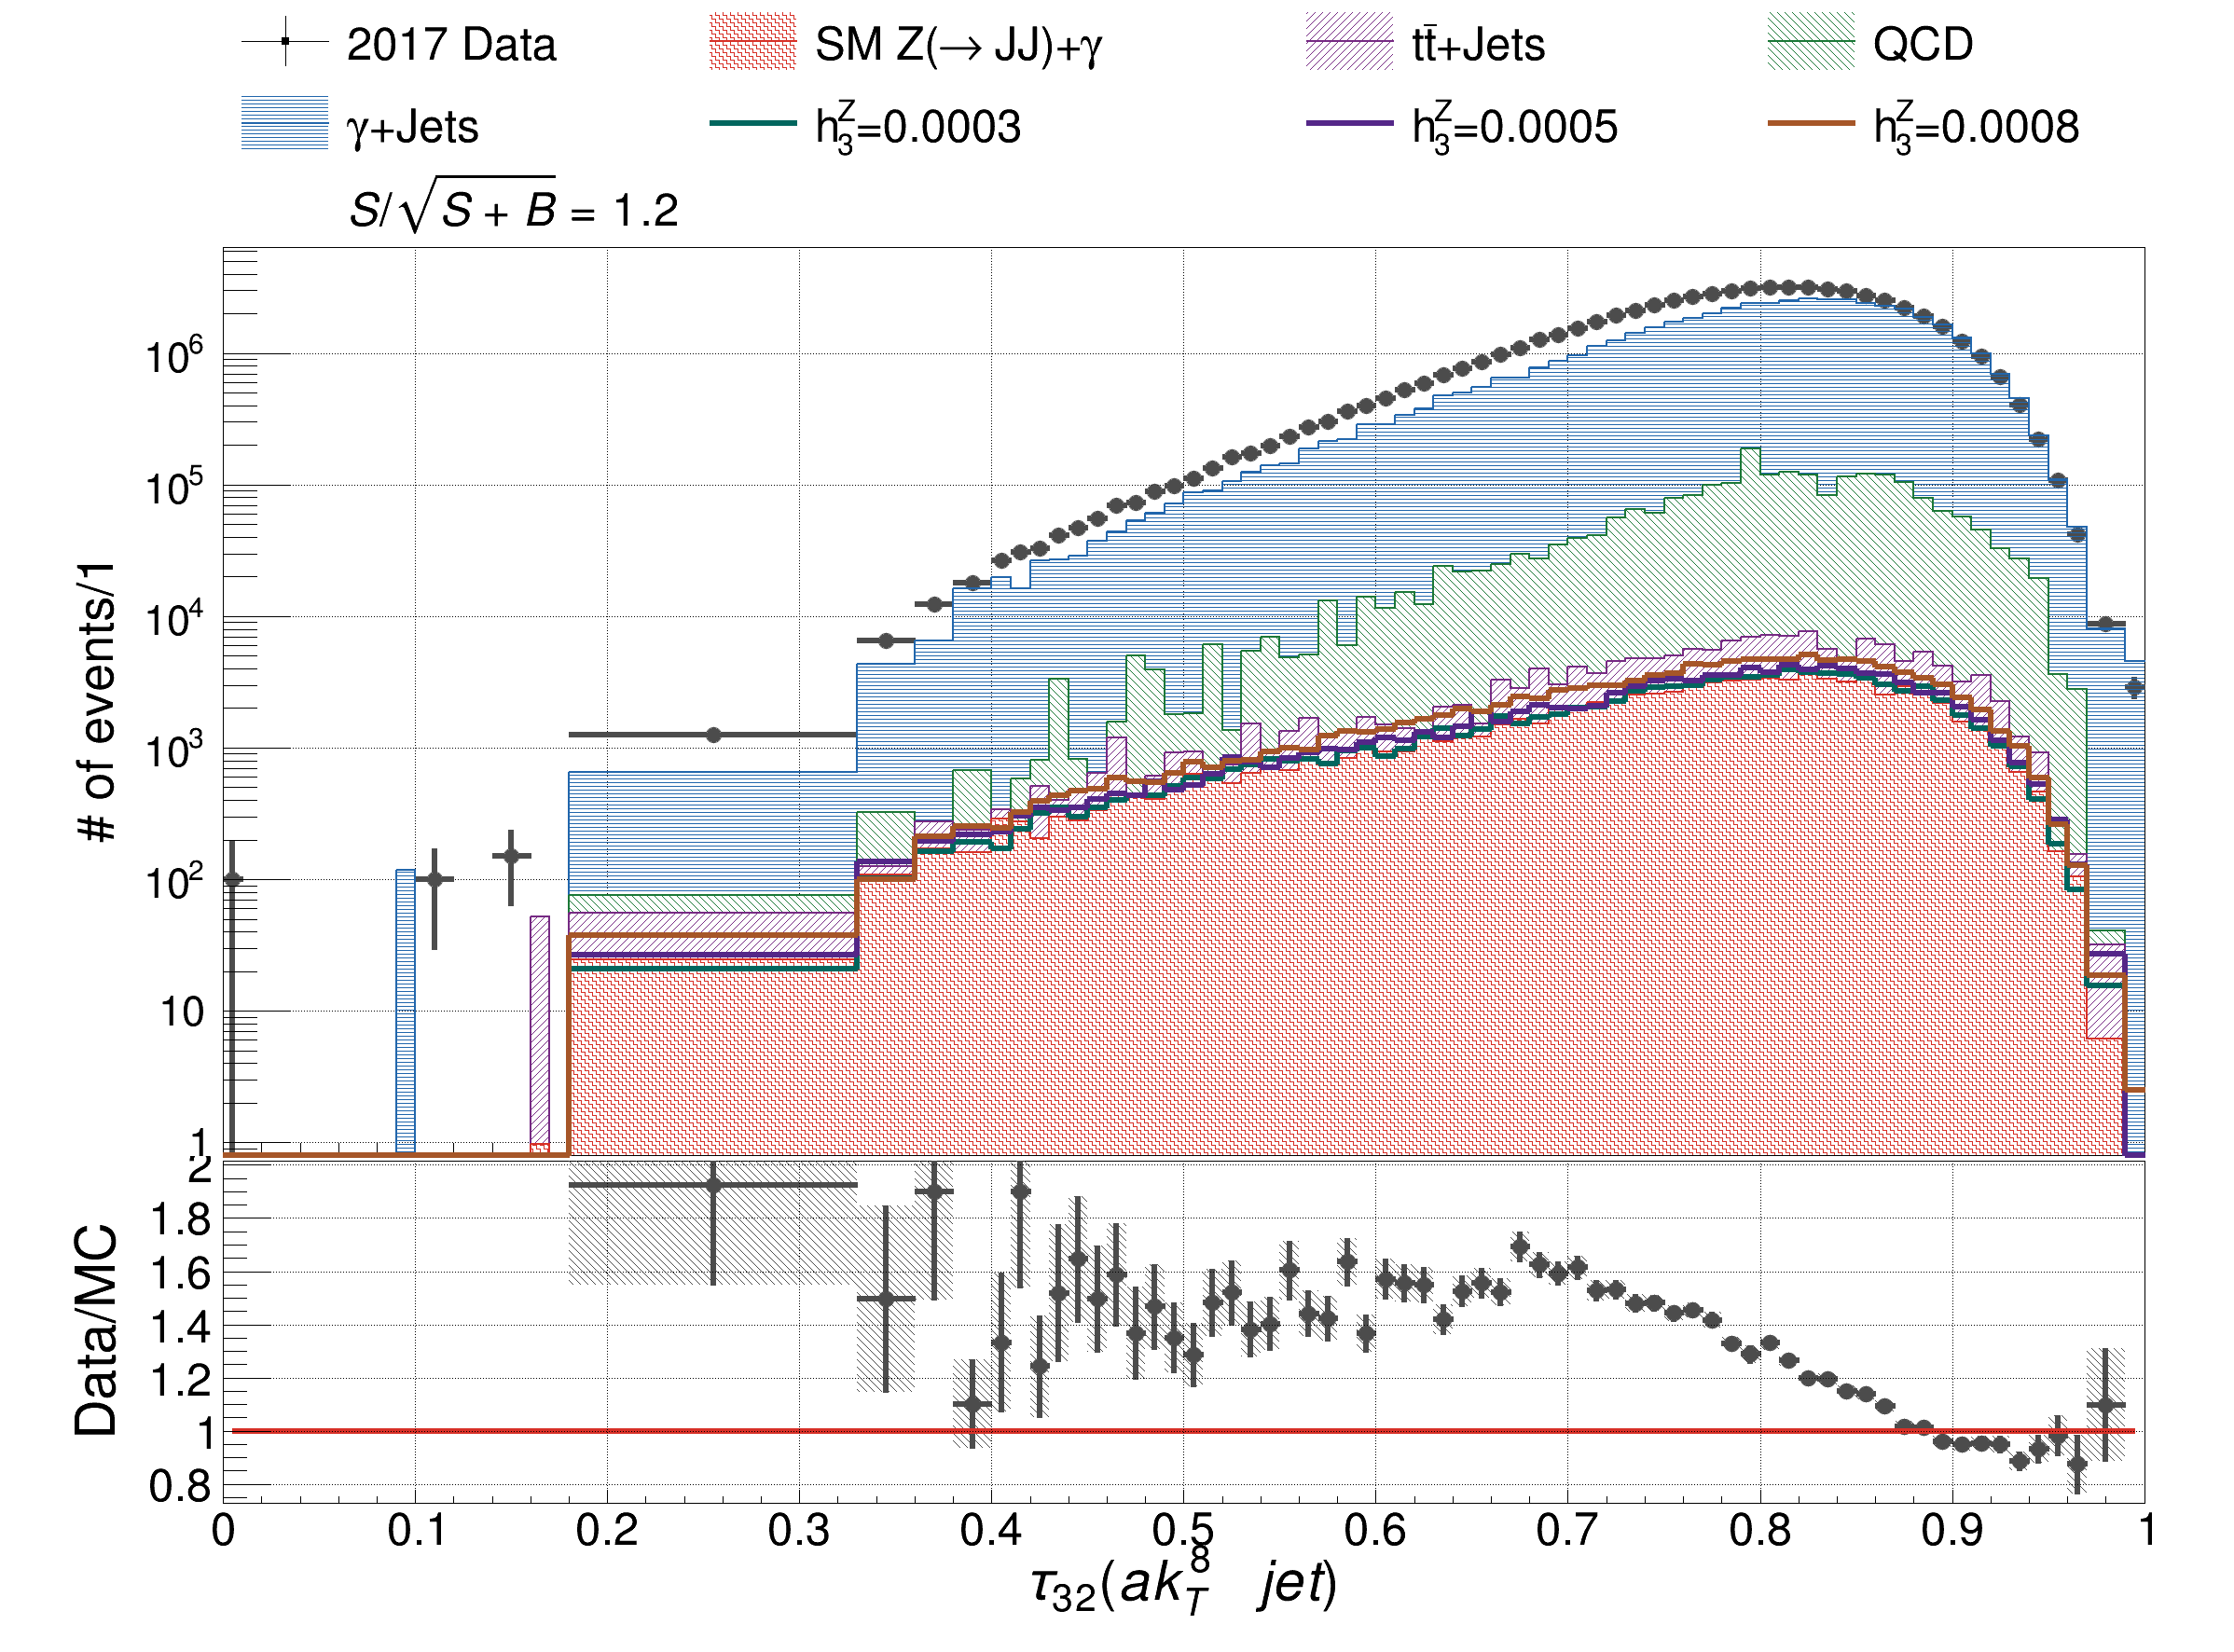 2017 Data SM Z(→ JJ)+γ tt̄+Jets QCD
γ+Jets h₃ᶻ=0.0003 h₃ᶻ=0.0005 h₃ᶻ=0.0008
S/√(S + B) = 1.2
# of events/1
10⁶
10⁵
10⁴
10³
10²
10
1
Data/MC
2
1.8
1.6
1.4
1.2
1
0.8
0 0.1 0.2 0.3 0.4 0.5 0.6 0.7 0.8 0.9 1
τ₃₂(ak_T^8 jet)